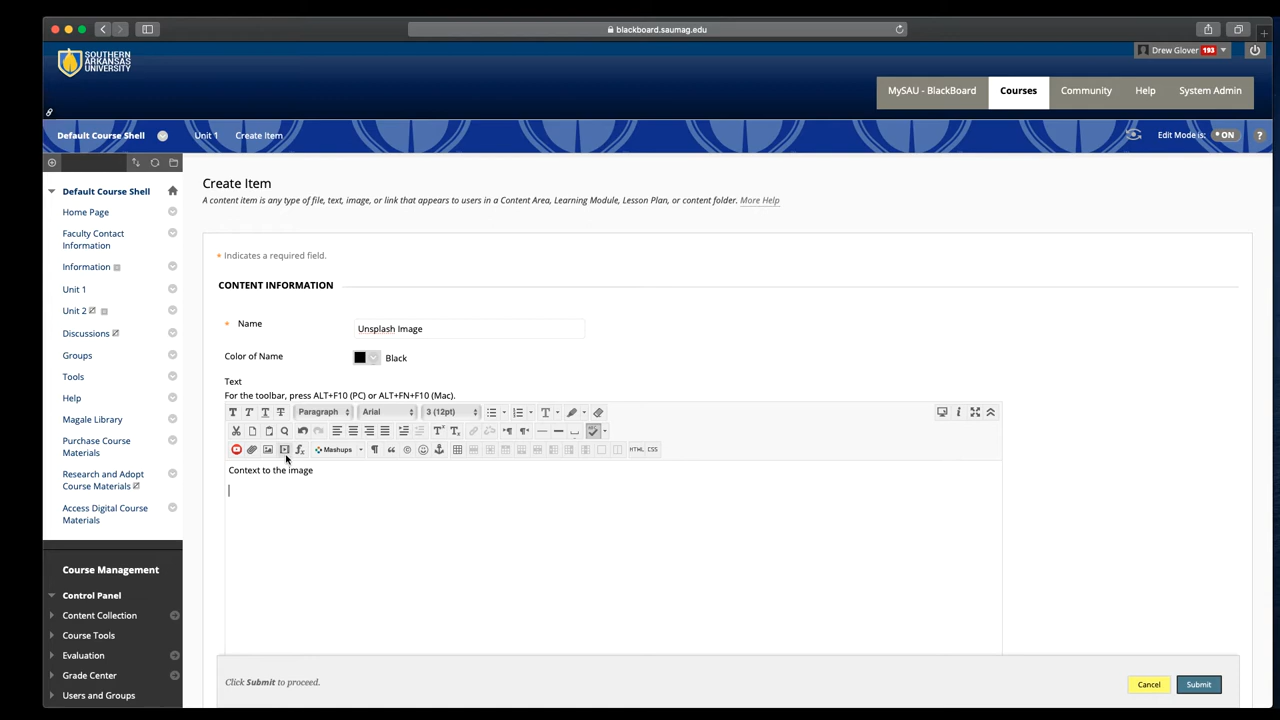 blackboard.saumag.edu
SOUTHERN
ARKANSAS
UNIVERSITY
Drew Glover 193
MySAU - BlackBoard
Courses
Community
Help
System Admin
Default Course Shell
Unit 1
Create Item
Edit Mode is: ON ?
Default Course Shell
Home Page
Faculty Contact
Information
Information
Unit 1
Unit 2
Discussions
Groups
Tools
Help
Magale Library
Purchase Course
Materials
Research and Adopt
Course Materials
Access Digital Course
Materials
Course Management
Control Panel
Content Collection
Course Tools
Evaluation
Grade Center
Users and Groups
Create Item
A content item is any type of file, text, image, or link that appears to users in a Content Area, Learning Module, Lesson Plan, or content folder. More Help
* Indicates a required field.
CONTENT INFORMATION
* Name
Unsplash Image
Color of Name
Black
Text
For the toolbar, press ALT+F10 (PC) or ALT+FN+F10 (Mac).
T T T T Paragraph Arial 3 (12pt) T
Mashups HTML CSS
Context to the image
Click Submit to proceed.
Cancel
Submit